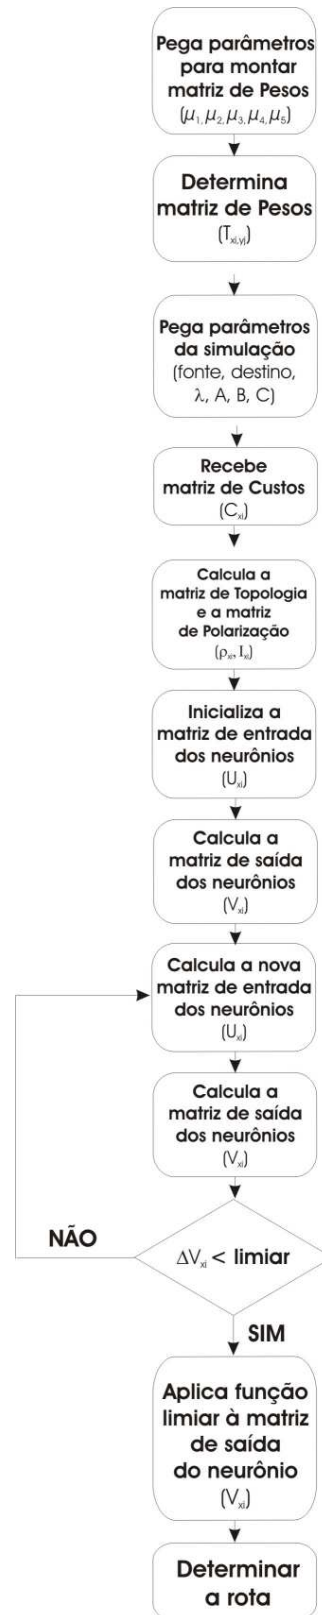 Pega parâmetros
para montar
matriz de Pesos
(μ₁, μ₂, μ₃, μ₄, μ₅)
Determina
matriz de Pesos
(Tₓᵢ,ᵧⱼ)
Pega parâmetros
da simulação
(fonte, destino,
λ, A, B, C)
Recebe
matriz de Custos
(Cₓᵢ)
Calcula a
matriz de Topologia
e a matriz
de Polarização
(ρₓᵢ, Iₓᵢ)
Inicializa a
matriz de entrada
dos neurônios
(Uₓᵢ)
Calcula a
matriz de saída
dos neurônios
(Vₓᵢ)
Calcula a nova
matriz de entrada
dos neurônios
(Uₓᵢ)
Calcula a
matriz de saída
dos neurônios
(Vₓᵢ)
NÃO
ΔVₓᵢ < limiar
SIM
Aplica função
limiar à matriz
de saída
do neurônio
(Vₓᵢ)
Determinar
a rota